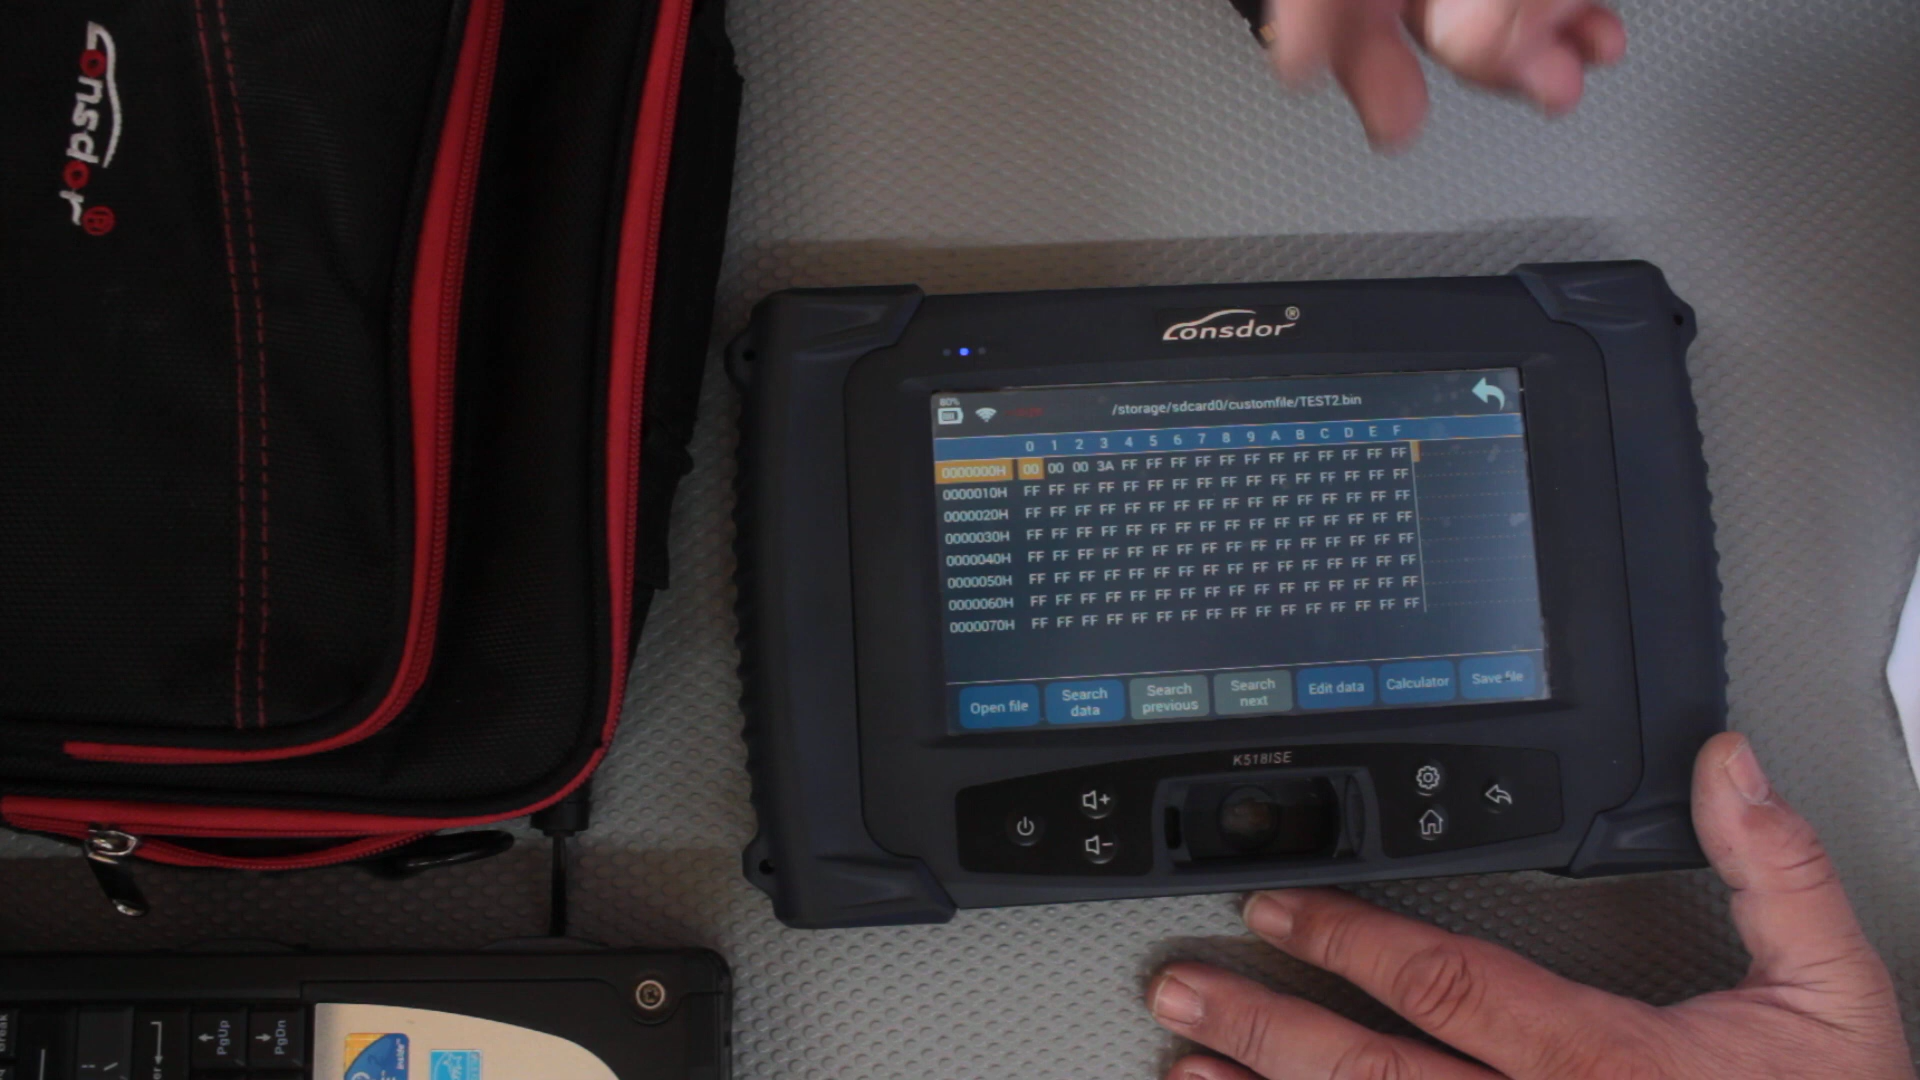 Lonsdor®
Lonsdor®
80%
/storage/sdcard0/customfile/TEST2.bin
0 1 2 3 4 5 6 7 8 9 A B C D E F
0000000H 00 00 00 3A FF FF FF FF FF FF FF FF FF FF FF FF
0000010H FF FF FF FF FF FF FF FF FF FF FF FF FF FF FF FF
0000020H FF FF FF FF FF FF FF FF FF FF FF FF FF FF FF FF
0000030H FF FF FF FF FF FF FF FF FF FF FF FF FF FF FF FF
0000040H FF FF FF FF FF FF FF FF FF FF FF FF FF FF FF FF
0000050H FF FF FF FF FF FF FF FF FF FF FF FF FF FF FF FF
0000060H FF FF FF FF FF FF FF FF FF FF FF FF FF FF FF FF
0000070H FF FF FF FF FF FF FF FF FF FF FF FF FF FF FF FF
Open file
Search data
Search previous
Search next
Edit data
Calculator
Save file
K518ISE
PgUp
PgDn
inside™